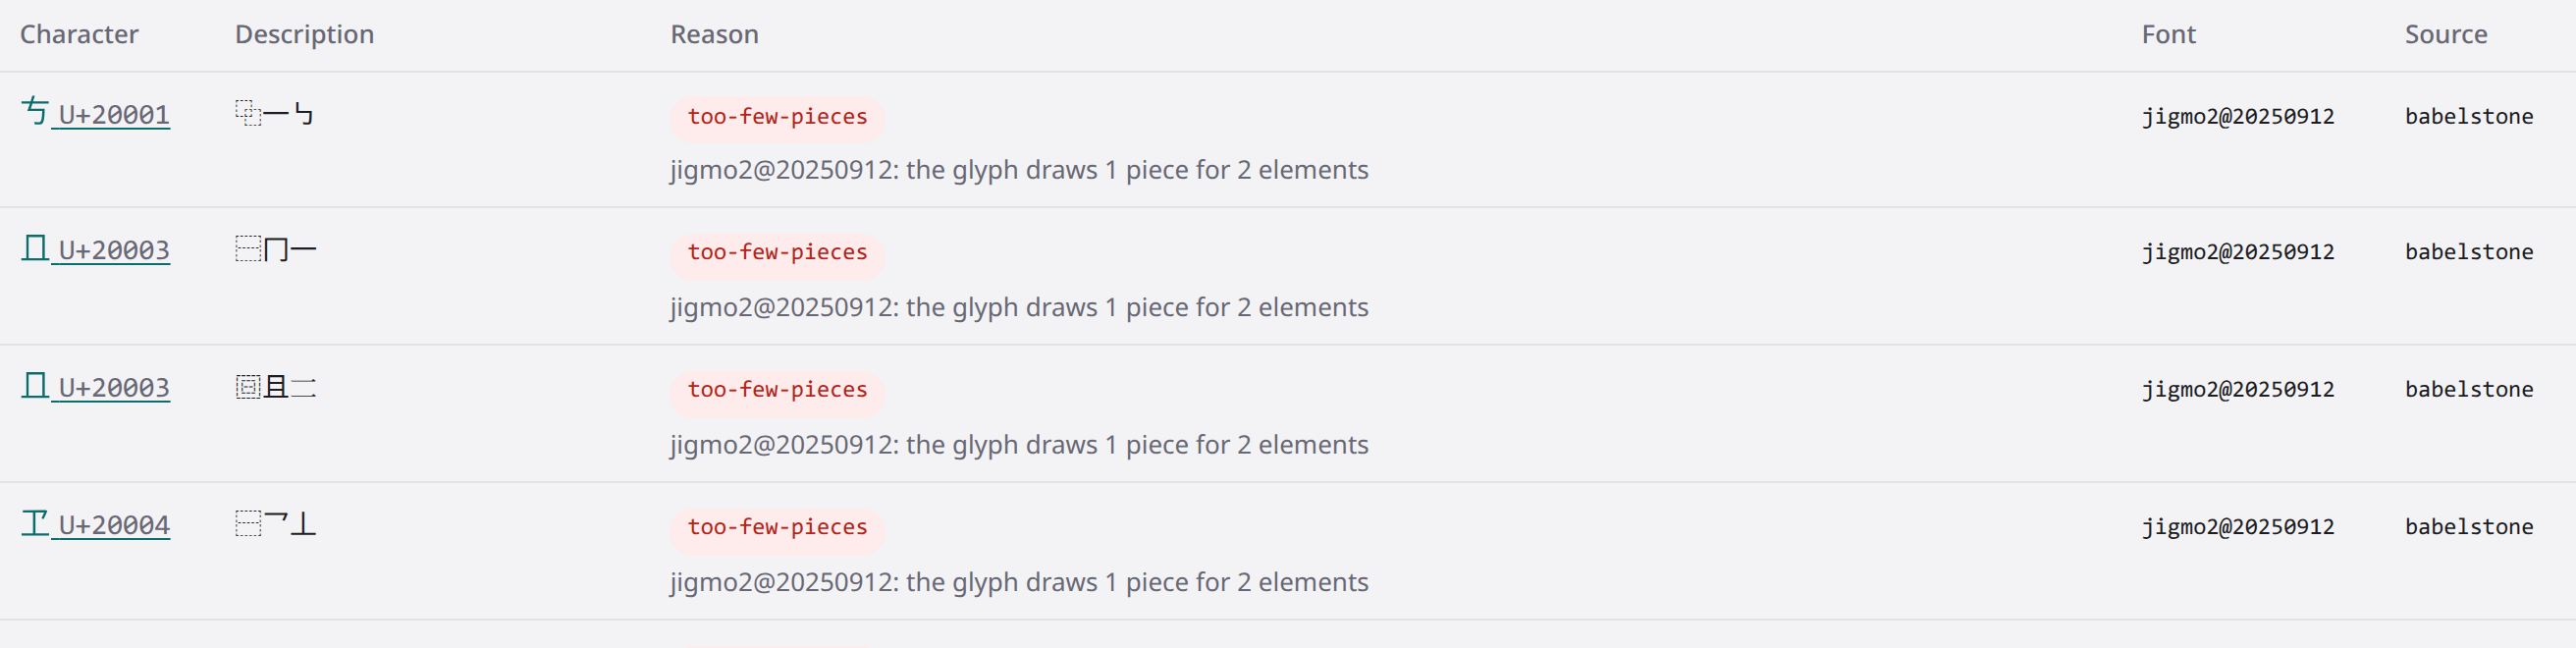 Character Description Reason Font Source
𠀁 U+20001 ⿻一㇉ too-few-pieces jigmo2@20250912 babelstone
jigmo2@20250912: the glyph draws 1 piece for 2 elements
𠀃 U+20003 ⿱冂一 too-few-pieces jigmo2@20250912 babelstone
jigmo2@20250912: the glyph draws 1 piece for 2 elements
𠀃 U+20003 ⿴且二 too-few-pieces jigmo2@20250912 babelstone
jigmo2@20250912: the glyph draws 1 piece for 2 elements
𠀄 U+20004 ⿱乛丄 too-few-pieces jigmo2@20250912 babelstone
jigmo2@20250912: the glyph draws 1 piece for 2 elements